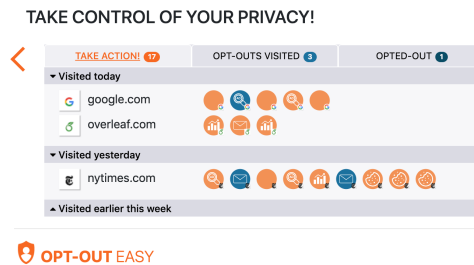 TAKE CONTROL OF YOUR PRIVACY!
TAKE ACTION! 17 OPT-OUTS VISITED 3 OPTED-OUT 1
Visited today
google.com
overleaf.com
Visited yesterday
nytimes.com
Visited earlier this week
OPT-OUT EASY